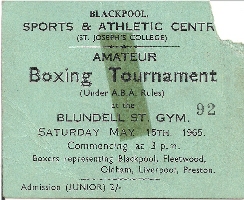 BLACKPOOL.
SPORTS & ATHLETIC CENTR
(ST. JOSEPH'S COLLEGE)
AMATEUR
Boxing Tournament
(Under A.B.A. Rules)
at the
92
BLUNDELL ST. GYM.
SATURDAY MAY 15TH, 1965.
Commencing at 3 p.m.
Boxers representing Blackpool, Fleetwood,
Oldham, Liverpool, Preston.
Admission (JUNIOR) 2/-